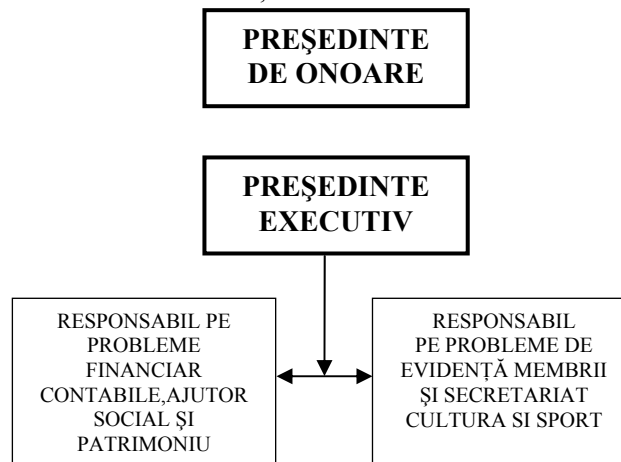 PREŞEDINTE
DE ONOARE
PREŞEDINTE
EXECUTIV
RESPONSABIL PE
PROBLEME
FINANCIAR
CONTABILE,AJUTOR
SOCIAL ŞI
PATRIMONIU
RESPONSABIL
PE PROBLEME DE
EVIDENȚĂ MEMBRII
ŞI SECRETARIAT
CULTURA SI SPORT